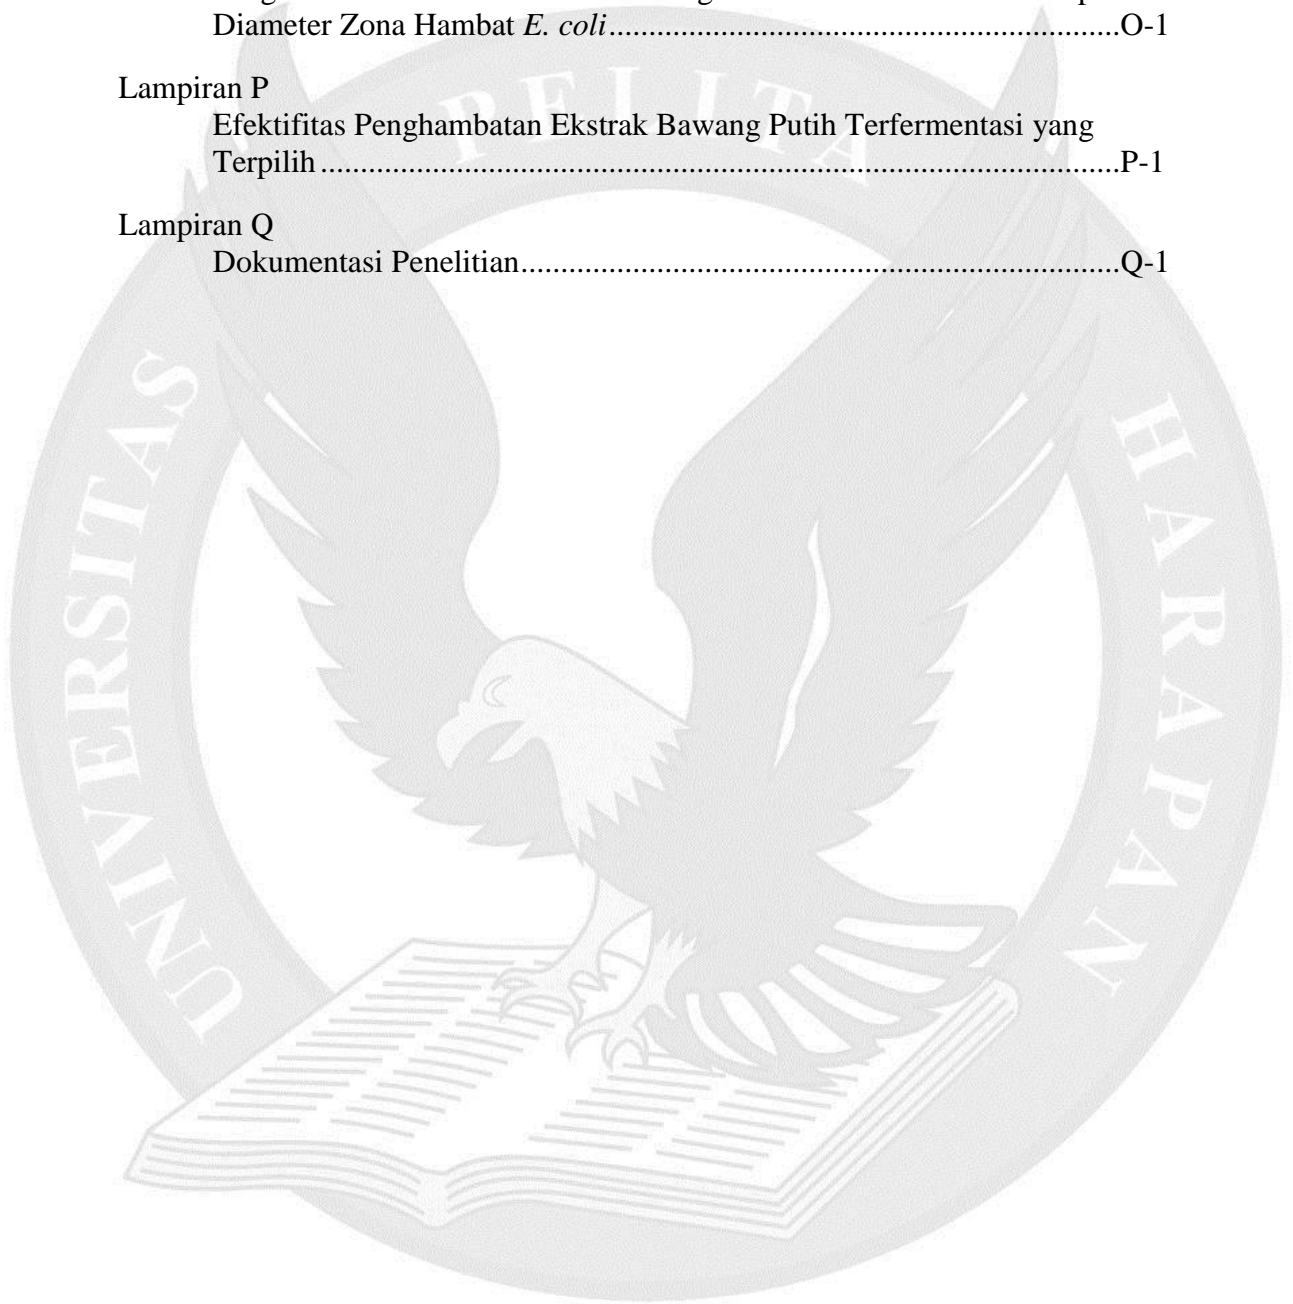 Diameter Zona Hambat E. coli................................................................O-1
Lampiran P
Efektifitas Penghambatan Ekstrak Bawang Putih Terfermentasi yang
Terpilih....................................................................................................P-1
Lampiran Q
Dokumentasi Penelitian...........................................................................Q-1
UNIVERSITAS PELITA HARAPAN